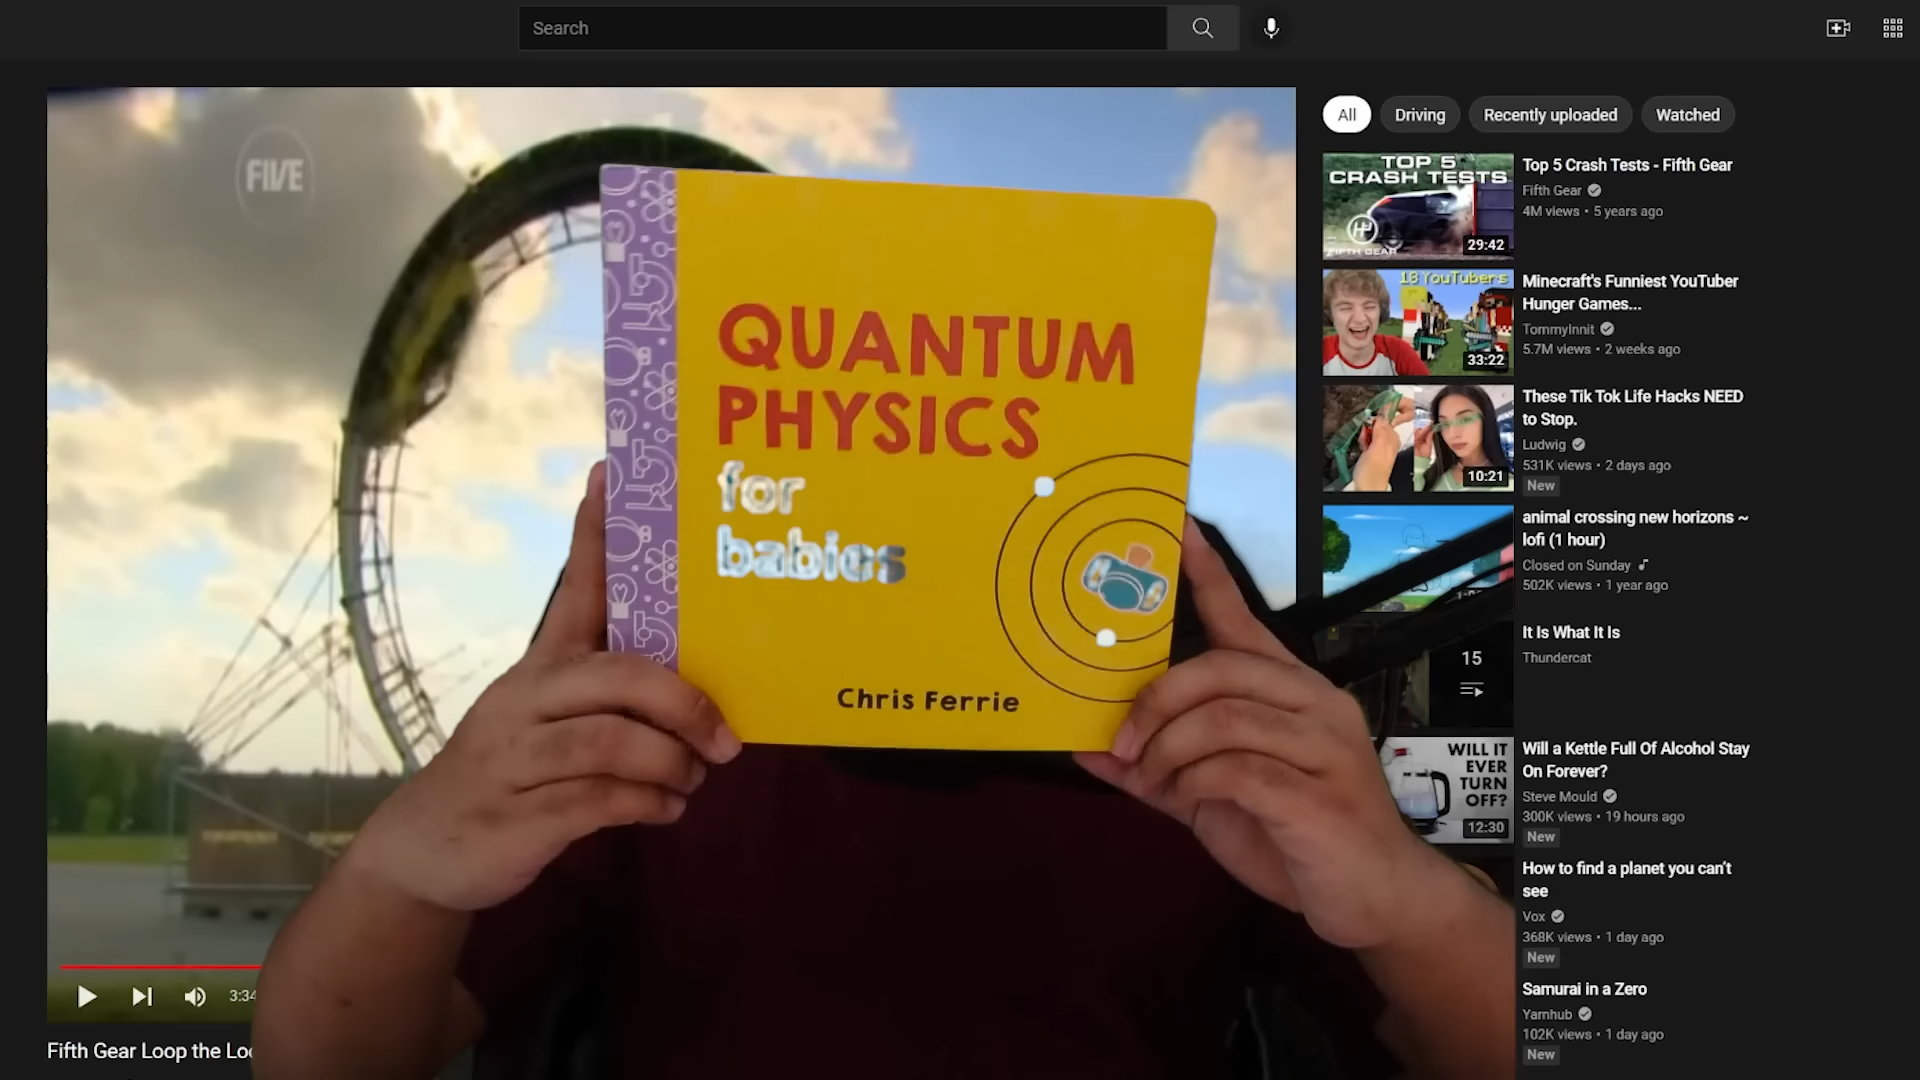 Search
FIVE
QUANTUM
PHYSICS
for
babies
Chris Ferrie
3:34
Fifth Gear Loop the
All
Driving
Recently uploaded
Watched
TOP 5
CRASH TESTS
FIFTH GEAR
29:42
Top 5 Crash Tests - Fifth Gear
Fifth Gear
4M views • 5 years ago
18 YouTubers
33:22
Minecraft's Funniest YouTuber
Hunger Games...
TommyInnit
5.7M views • 2 weeks ago
10:21
These Tik Tok Life Hacks NEED
to Stop.
Ludwig
531K views • 2 days ago
New
animal crossing new horizons ~
lofi (1 hour)
Closed on Sunday
502K views • 1 year ago
15
It Is What It Is
Thundercat
WILL IT
EVER
TURN
OFF?
12:30
Will a Kettle Full Of Alcohol Stay
On Forever?
Steve Mould
300K views • 19 hours ago
New
How to find a planet you can't
see
Vox
368K views • 1 day ago
New
Samurai in a Zero
Yarnhub
102K views • 1 day ago
New